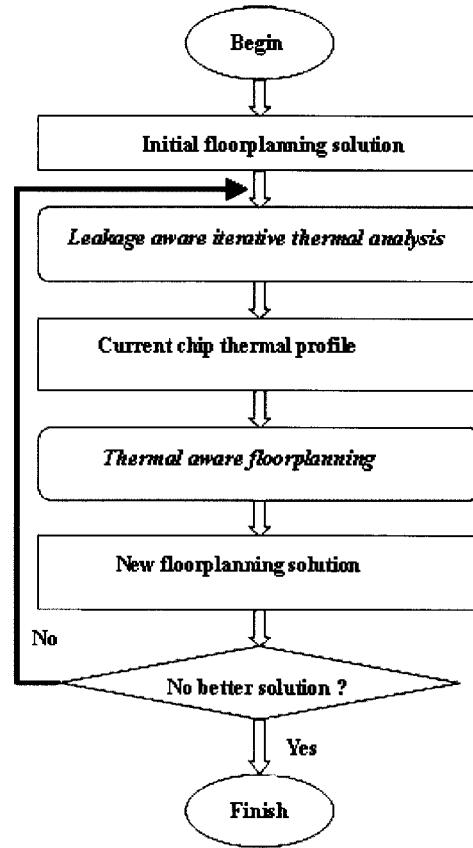 Begin
Initial floorplanning solution
Leakage aware iterative thermal analysis
Current chip thermal profile
Thermal aware floorplanning
New floorplanning solution
No
No better solution ?
Yes
Finish